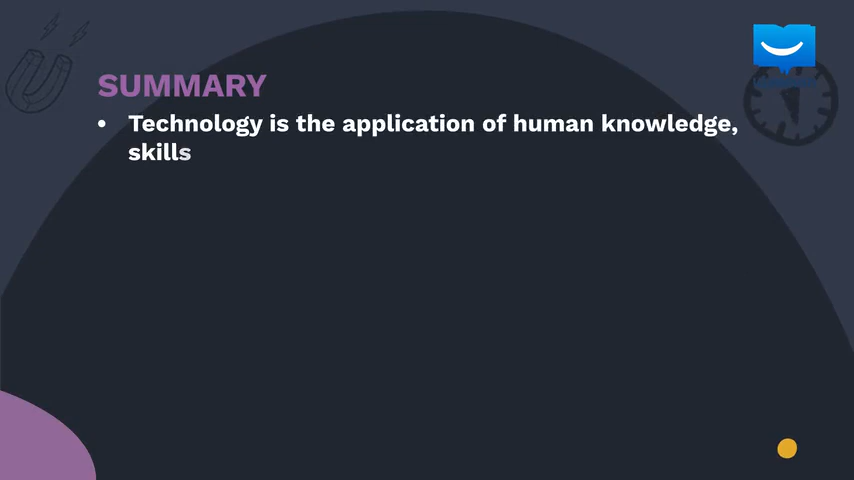 SUMMARY
• Technology is the application of human knowledge,
skills